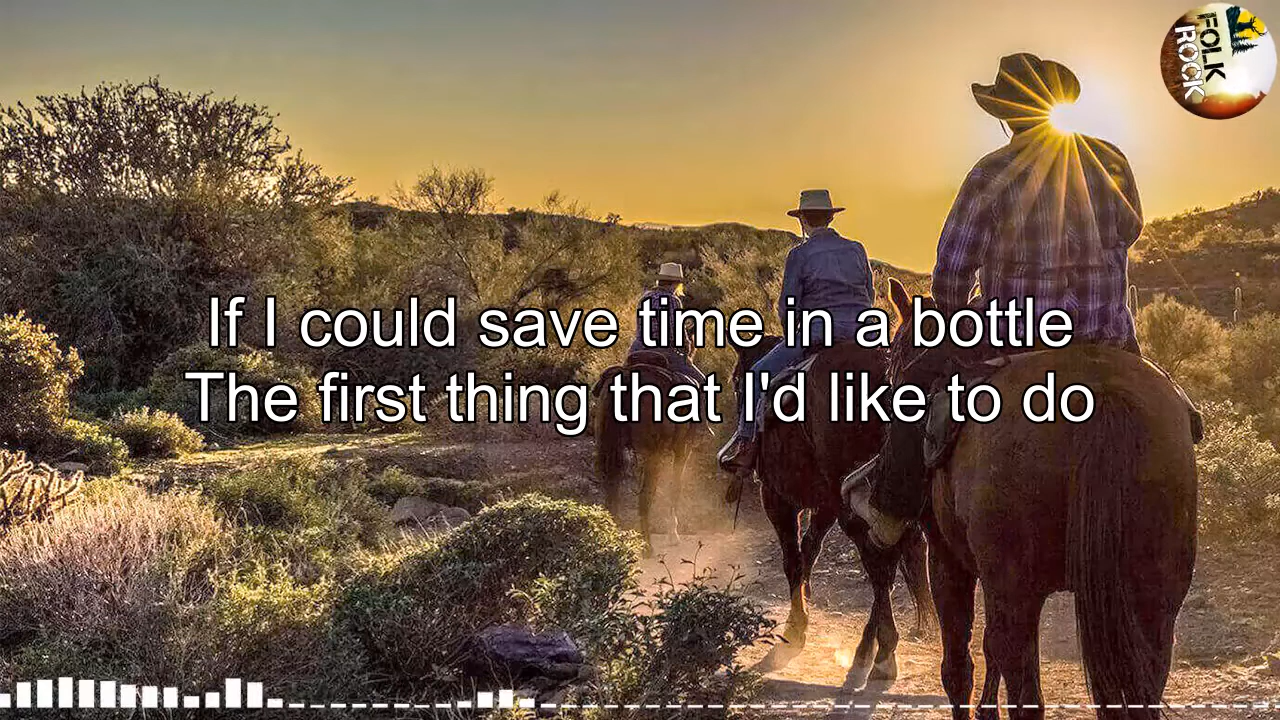 FOLK
ROCK
If I could save time in a bottle
The first thing that I'd like to do